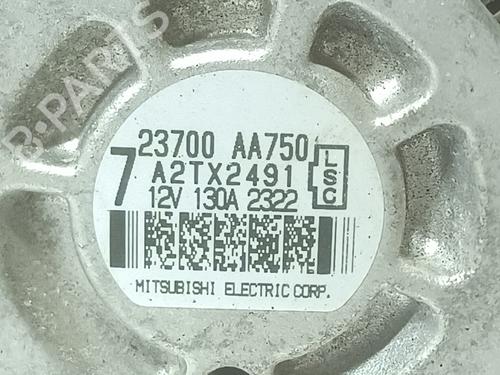 B-PARTS
23700 AA750
7 A2TX2491
LSC
12V 130A 2322
MITSUBISHI ELECTRIC CORP.